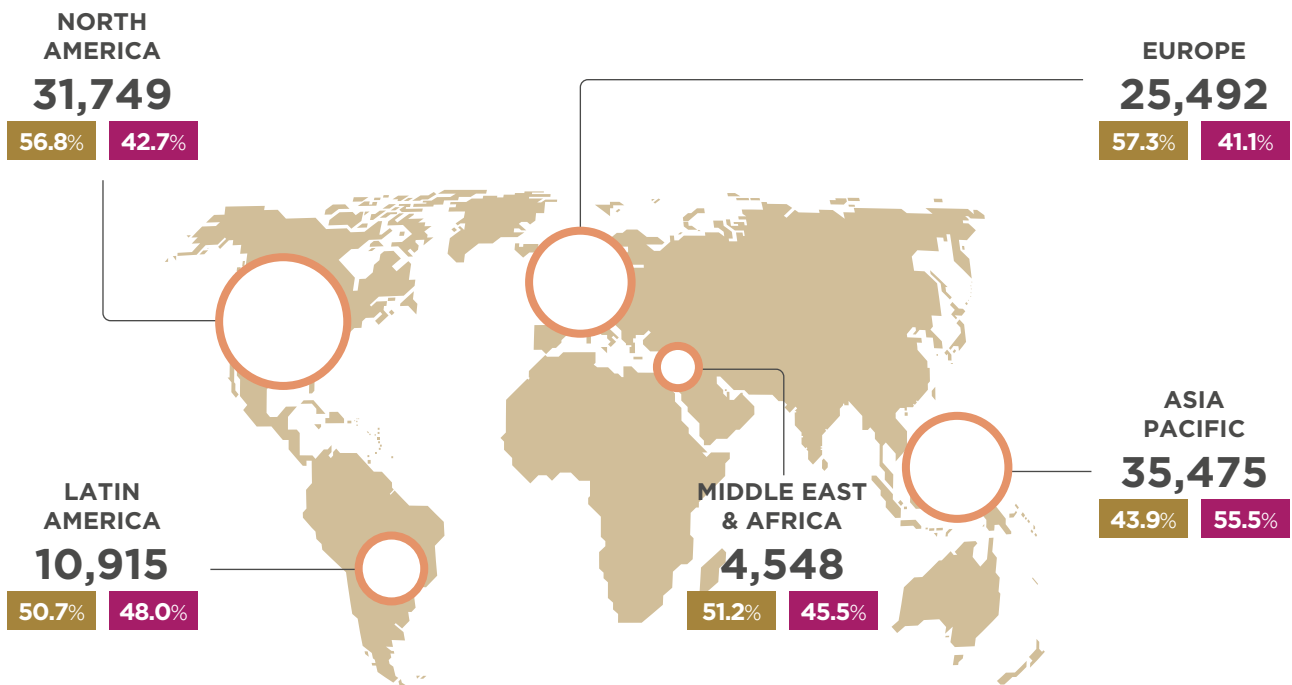 NORTH
AMERICA
31,749
56.8% 42.7%
EUROPE
25,492
57.3% 41.1%
ASIA
PACIFIC
35,475
43.9% 55.5%
LATIN
AMERICA
10,915
50.7% 48.0%
MIDDLE EAST
& AFRICA
4,548
51.2% 45.5%